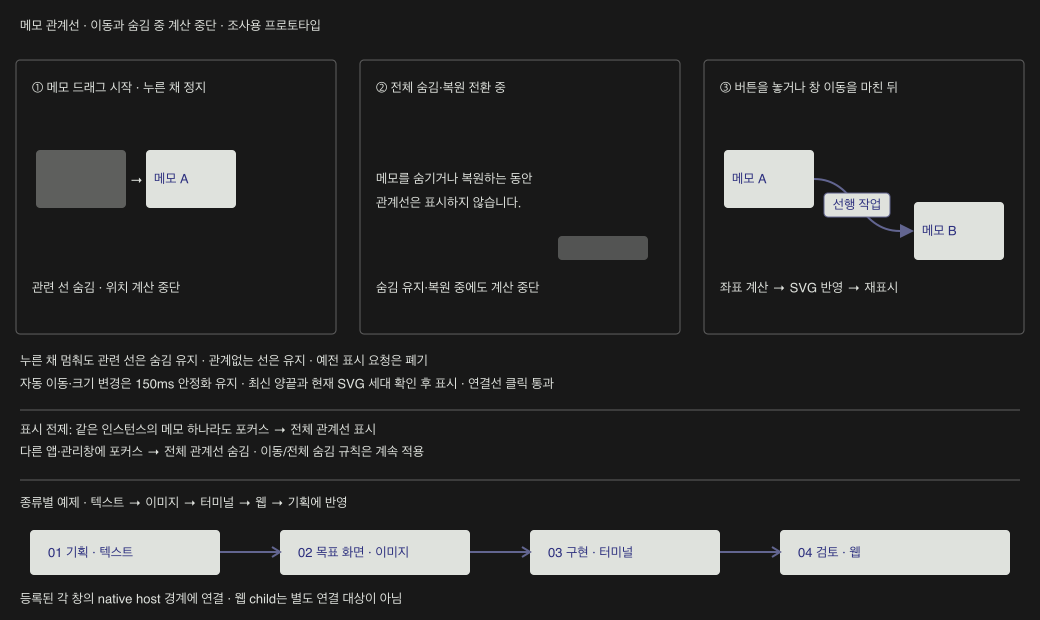 메모 관계선 · 이동과 숨김 중 계산 중단 · 조사용 프로토타입
① 메모 드래그 시작 · 누른 채 정지
→ 메모 A
관련 선 숨김 · 위치 계산 중단
② 전체 숨김·복원 전환 중
메모를 숨기거나 복원하는 동안
관계선은 표시하지 않습니다.
숨김 유지·복원 중에도 계산 중단
③ 버튼을 놓거나 창 이동을 마친 뒤
메모 A
선행 작업
메모 B
좌표 계산 → SVG 반영 → 재표시
누른 채 멈춰도 관련 선은 숨김 유지 · 관계없는 선은 유지 · 예전 표시 요청은 폐기
자동 이동·크기 변경은 150ms 안정화 유지 · 최신 양끝과 현재 SVG 세대 확인 후 표시 · 연결선 클릭 통과
표시 전제: 같은 인스턴스의 메모 하나라도 포커스 → 전체 관계선 표시
다른 앱·관리창에 포커스 → 전체 관계선 숨김 · 이동/전체 숨김 규칙은 계속 적용
종류별 예제 · 텍스트 → 이미지 → 터미널 → 웹 → 기획에 반영
01 기획 · 텍스트
02 목표 화면 · 이미지
03 구현 · 터미널
04 검토 · 웹
등록된 각 창의 native host 경계에 연결 · 웹 child는 별도 연결 대상이 아님